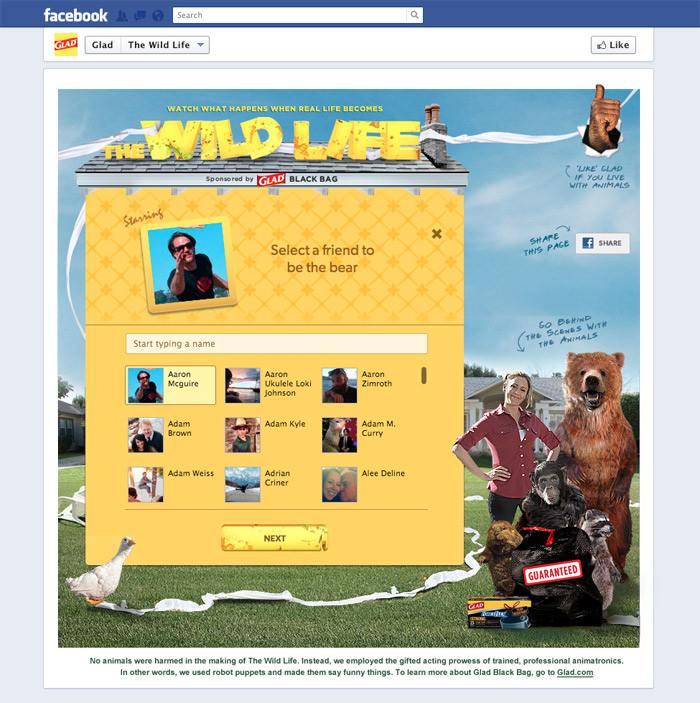 facebook
Search
GLAD
Glad
The Wild Life
Like
WATCH WHAT HAPPENS WHEN REAL LIFE BECOMES
THE WILD LIFE
Sponsored by GLAD BLACK BAG
'LIKE' GLAD
IF YOU LIVE
WITH ANIMALS
Starring
Select a friend to
be the bear
SHARE
THIS PAGE
SHARE
GO BEHIND
THE SCENES WITH
THE ANIMALS
Start typing a name
Aaron
Mcguire
Aaron
Ukulele Loki
Johnson
Aaron
Zimroth
Adam
Brown
Adam Kyle
Adam M.
Curry
Adam Weiss
Adrian
Criner
Alee Deline
NEXT
GUARANTEED
GLAD
No animals were harmed in the making of The Wild Life. Instead, we employed the gifted acting prowess of trained, professional animatronics.
In other words, we used robot puppets and made them say funny things. To learn more about Glad Black Bag, go to Glad.com